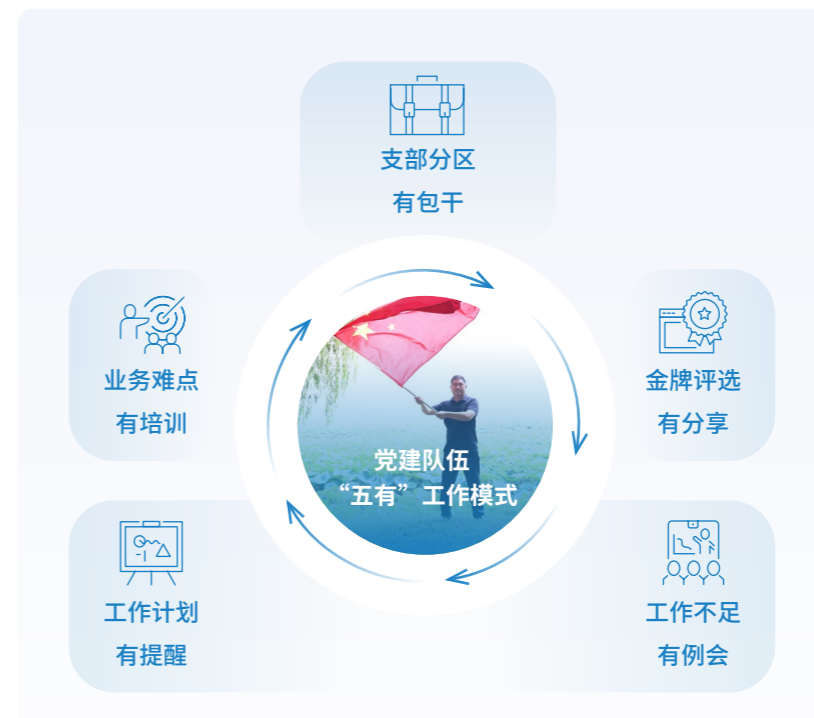 支部分区
有包干
业务难点
有培训
金牌评选
有分享
党建队伍
“五有”工作模式
工作计划
有提醒
工作不足
有例会